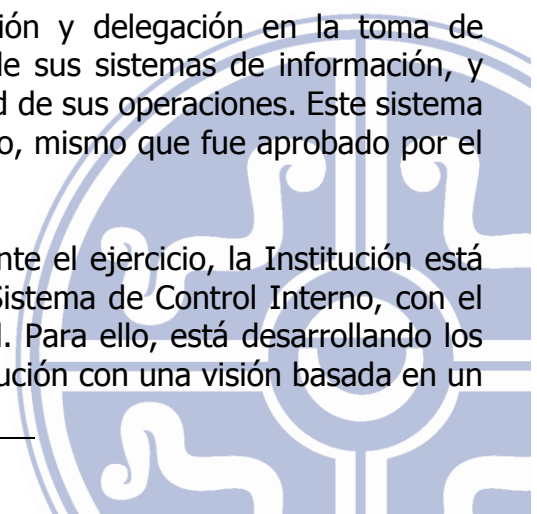 ión y delegación en la toma de
de sus sistemas de información, y
d de sus operaciones. Este sistema
o, mismo que fue aprobado por el
nte el ejercicio, la Institución está
Sistema de Control Interno, con el
l. Para ello, está desarrollando los
ución con una visión basada en un